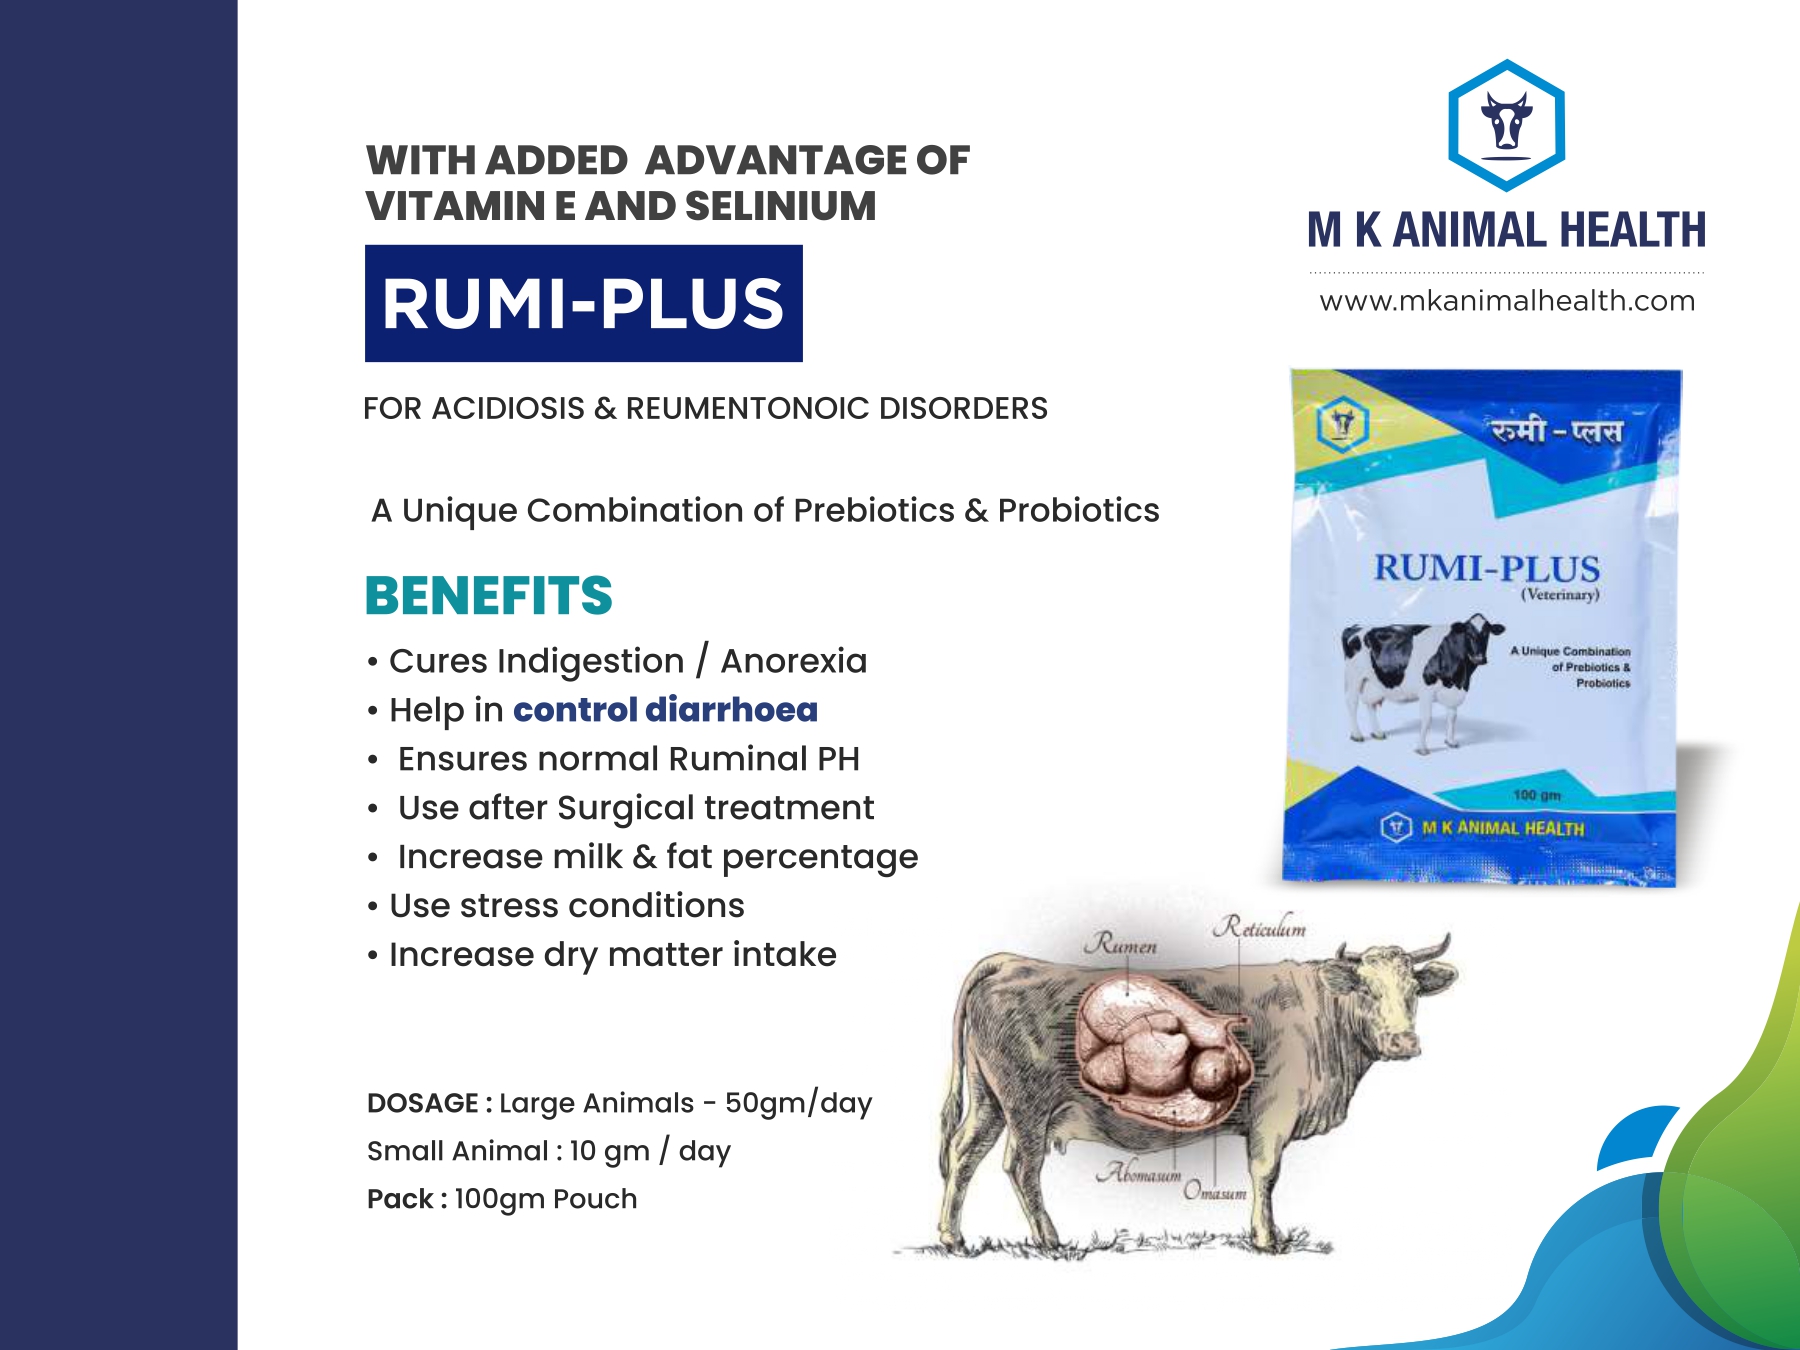 WITH ADDED ADVANTAGE OF
VITAMIN E AND SELINIUM
RUMI-PLUS
FOR ACIDIOSIS & REUMENTONOIC DISORDERS
A Unique Combination of Prebiotics & Probiotics
BENEFITS
• Cures Indigestion / Anorexia
• Help in control diarrhoea
• Ensures normal Ruminal PH
• Use after Surgical treatment
• Increase milk & fat percentage
• Use stress conditions
• Increase dry matter intake
DOSAGE : Large Animals - 50gm/day
Small Animal : 10 gm / day
Pack : 100gm Pouch
M K ANIMAL HEALTH
www.mkanimalhealth.com
रुमी - प्लस
RUMI-PLUS
(Veterinary)
A Unique Combination
of Prebiotics &
Probiotics
100 gm
M K ANIMAL HEALTH
Rumen
Reticulum
Abomasum
Omasum